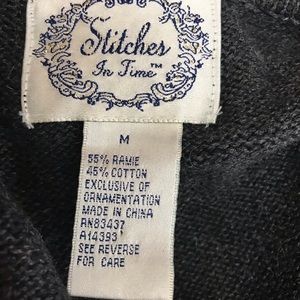 Stitches
In Time™
M
55% RAMIE
45% COTTON
EXCLUSIVE OF
ORNAMENTATION
MADE IN CHINA
RN83437
A14393
SEE REVERSE
FOR CARE